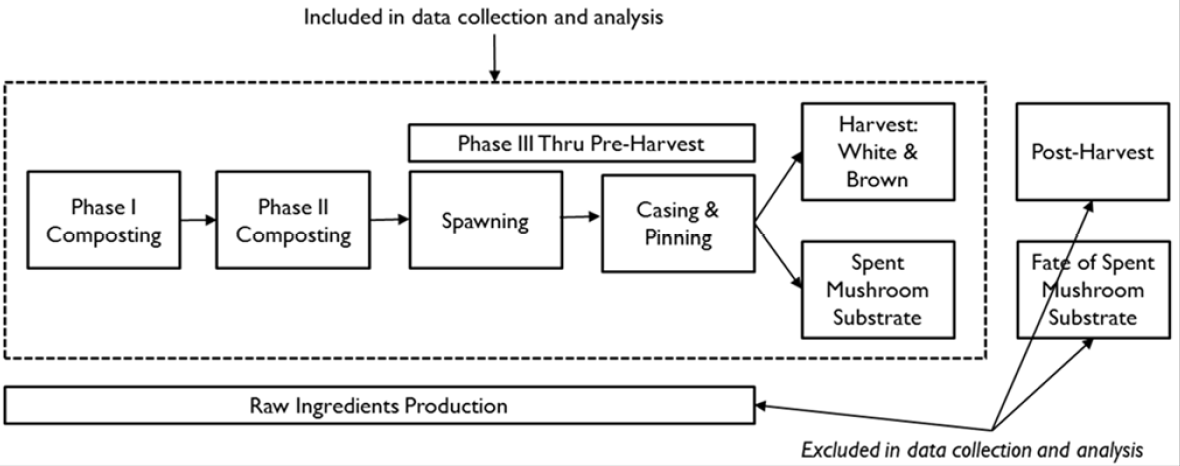 Included in data collection and analysis
Phase III Thru Pre-Harvest
Phase I
Composting
Phase II
Composting
Spawning
Casing &
Pinning
Harvest:
White &
Brown
Spent
Mushroom
Substrate
Post-Harvest
Fate of Spent
Mushroom
Substrate
Raw Ingredients Production
Excluded in data collection and analysis